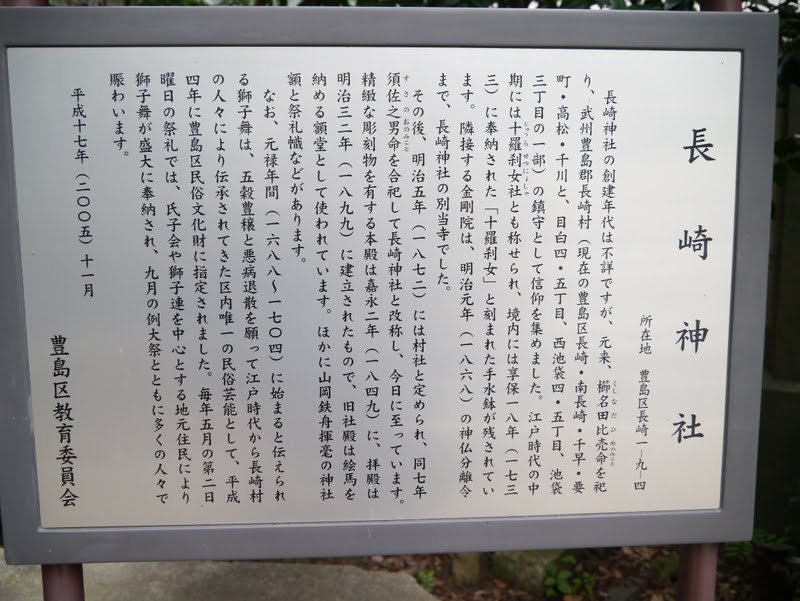 長崎神社
所在地　豊島区長崎一―九―四
長崎神社の創建年代は不詳ですが、元来、櫛名田比売命を祀
り、武州豊島郡長崎村（現在の豊島区長崎・南長崎・千早・要
町・高松・千川と、目白四・五丁目、西池袋四・五丁目、池袋
三丁目の一部）の鎮守として信仰を集めました。江戸時代の中
期には十羅刹女社とも称せられ、境内には享保一八年（一七三
三）に奉納された「十羅刹女」と刻まれた手水鉢が残されてい
ます。隣接する金剛院は、明治元年（一八六八）の神仏分離令
まで、長崎神社の別当寺でした。
その後、明治五年（一八七二）には村社と定められ、同七年
須佐之男命を合祀して長崎神社と改称し、今日に至っています。
精緻な彫刻物を有する本殿は嘉永二年（一八四九）に、拝殿は
明治三二年（一八九九）に建立されたもので、旧社殿は絵馬を
納める額堂として使われています。ほかに山岡鉄舟揮毫の神社
額と祭礼幟などがあります。
なお、元禄年間（一六八八～一七〇四）に始まると伝えられ
る獅子舞は、五穀豊穣と悪病退散を願って江戸時代から長崎村
の人々により伝承されてきた区内唯一の民俗芸能として、平成
四年に豊島区民俗文化財に指定されました。毎年五月の第二日
曜日の祭礼では、氏子会や獅子連を中心とする地元住民により
獅子舞が盛大に奉納され、九月の例大祭とともに多くの人々で
賑わいます。
平成十七年（二〇〇五）十一月
豊島区教育委員会